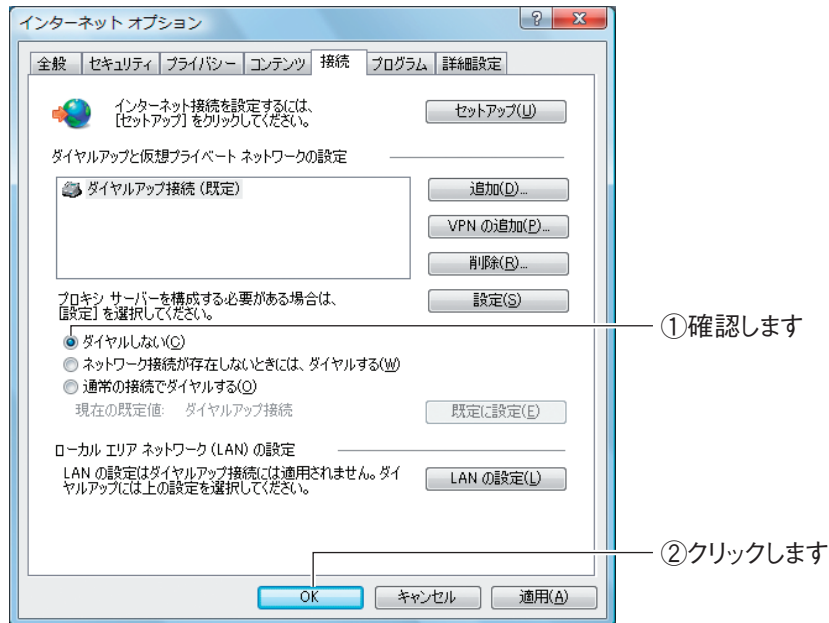 インターネット オプション
全般 セキュリティ プライバシー コンテンツ 接続 プログラム 詳細設定
インターネット接続を設定するには、
[セットアップ] をクリックしてください。
セットアップ(U)
ダイヤルアップと仮想プライベート ネットワークの設定
ダイヤルアップ接続 (既定)
追加(D)...
VPN の追加(P)...
削除(R)...
プロキシ サーバーを構成する必要がある場合は、
[設定] を選択してください。
設定(S)
①確認します
ダイヤルしない(C)
ネットワーク接続が存在しないときには、ダイヤルする(W)
通常の接続でダイヤルする(O)
現在の既定値: ダイヤルアップ接続
既定に設定(E)
ローカル エリア ネットワーク (LAN) の設定
LAN の設定はダイヤルアップ接続には適用されません。ダイ
ヤルアップには上の設定を選択してください。
LAN の設定(L)
②クリックします
OK キャンセル 適用(A)